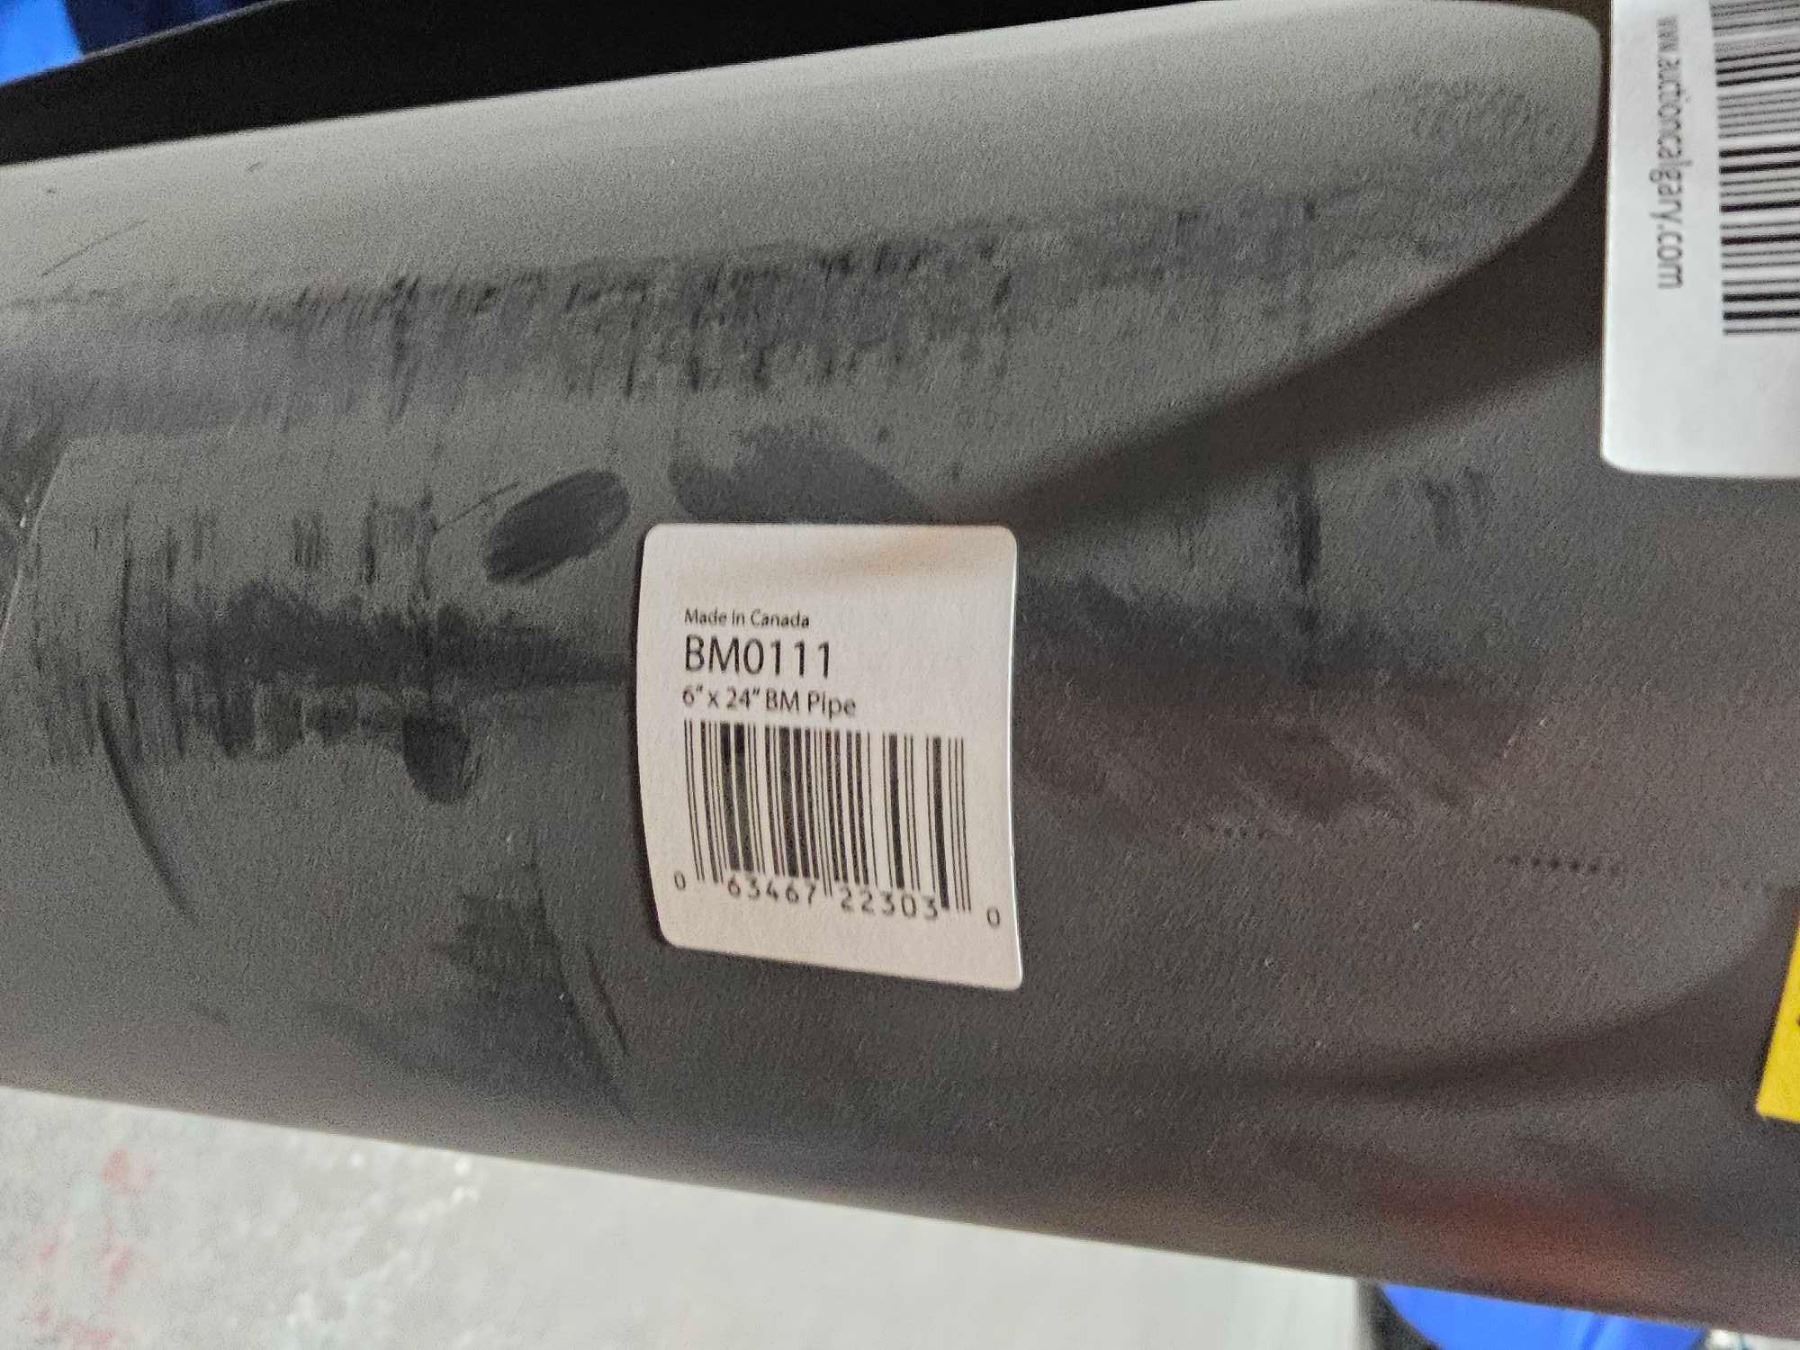 Made in Canada
BM0111
6" x 24" BM Pipe
0 63467 22303 0
www.auctioncalgary.com